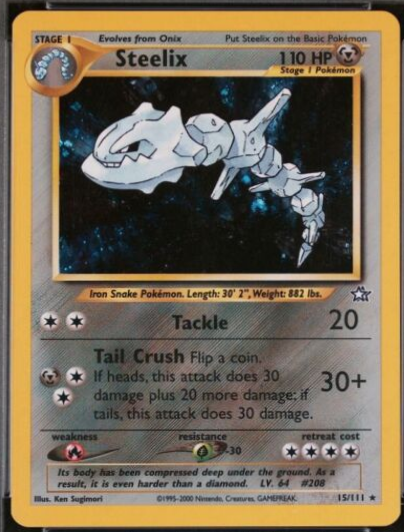 STAGE 1 Evolves from Onix Put Steelix on the Basic Pokémon
Steelix 110 HP
Stage 1 Pokémon
Iron Snake Pokémon. Length: 30' 2", Weight: 882 lbs.
Tackle 20
Tail Crush Flip a coin.
If heads, this attack does 30
damage plus 20 more damage; if
tails, this attack does 30 damage.
30+
weakness resistance retreat cost
-30
Its body has been compressed deep under the ground. As a
result, it is even harder than a diamond. LV. 64 #208
Illus. Ken Sugimori ©1995-2000 Nintendo, Creatures, GAMEFREAK. 15/111 ★